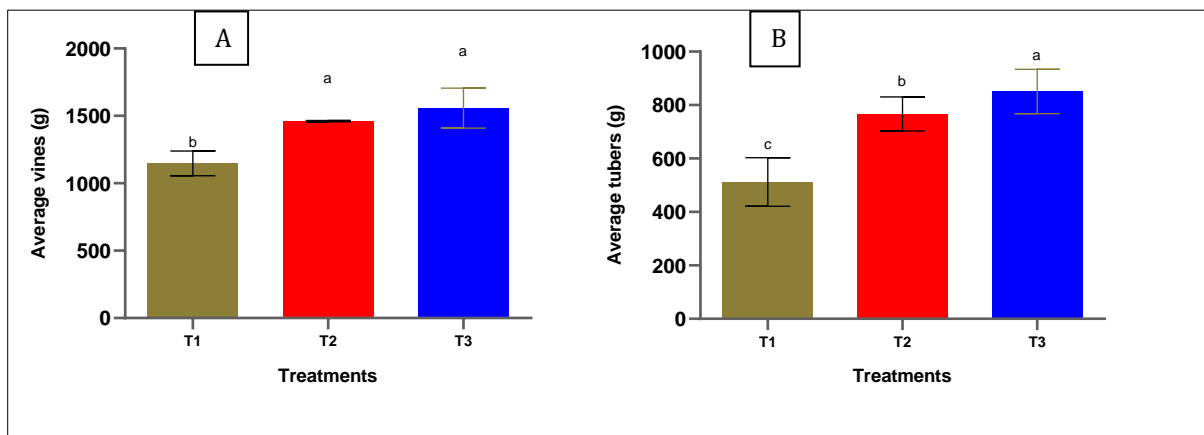 A
Average vines (g)
2000
1500
1000
500
0
b
a
a
T1 T2 T3
Treatments
B
Average tubers (g)
1000
800
600
400
200
0
c
b
a
T1 T2 T3
Treatments